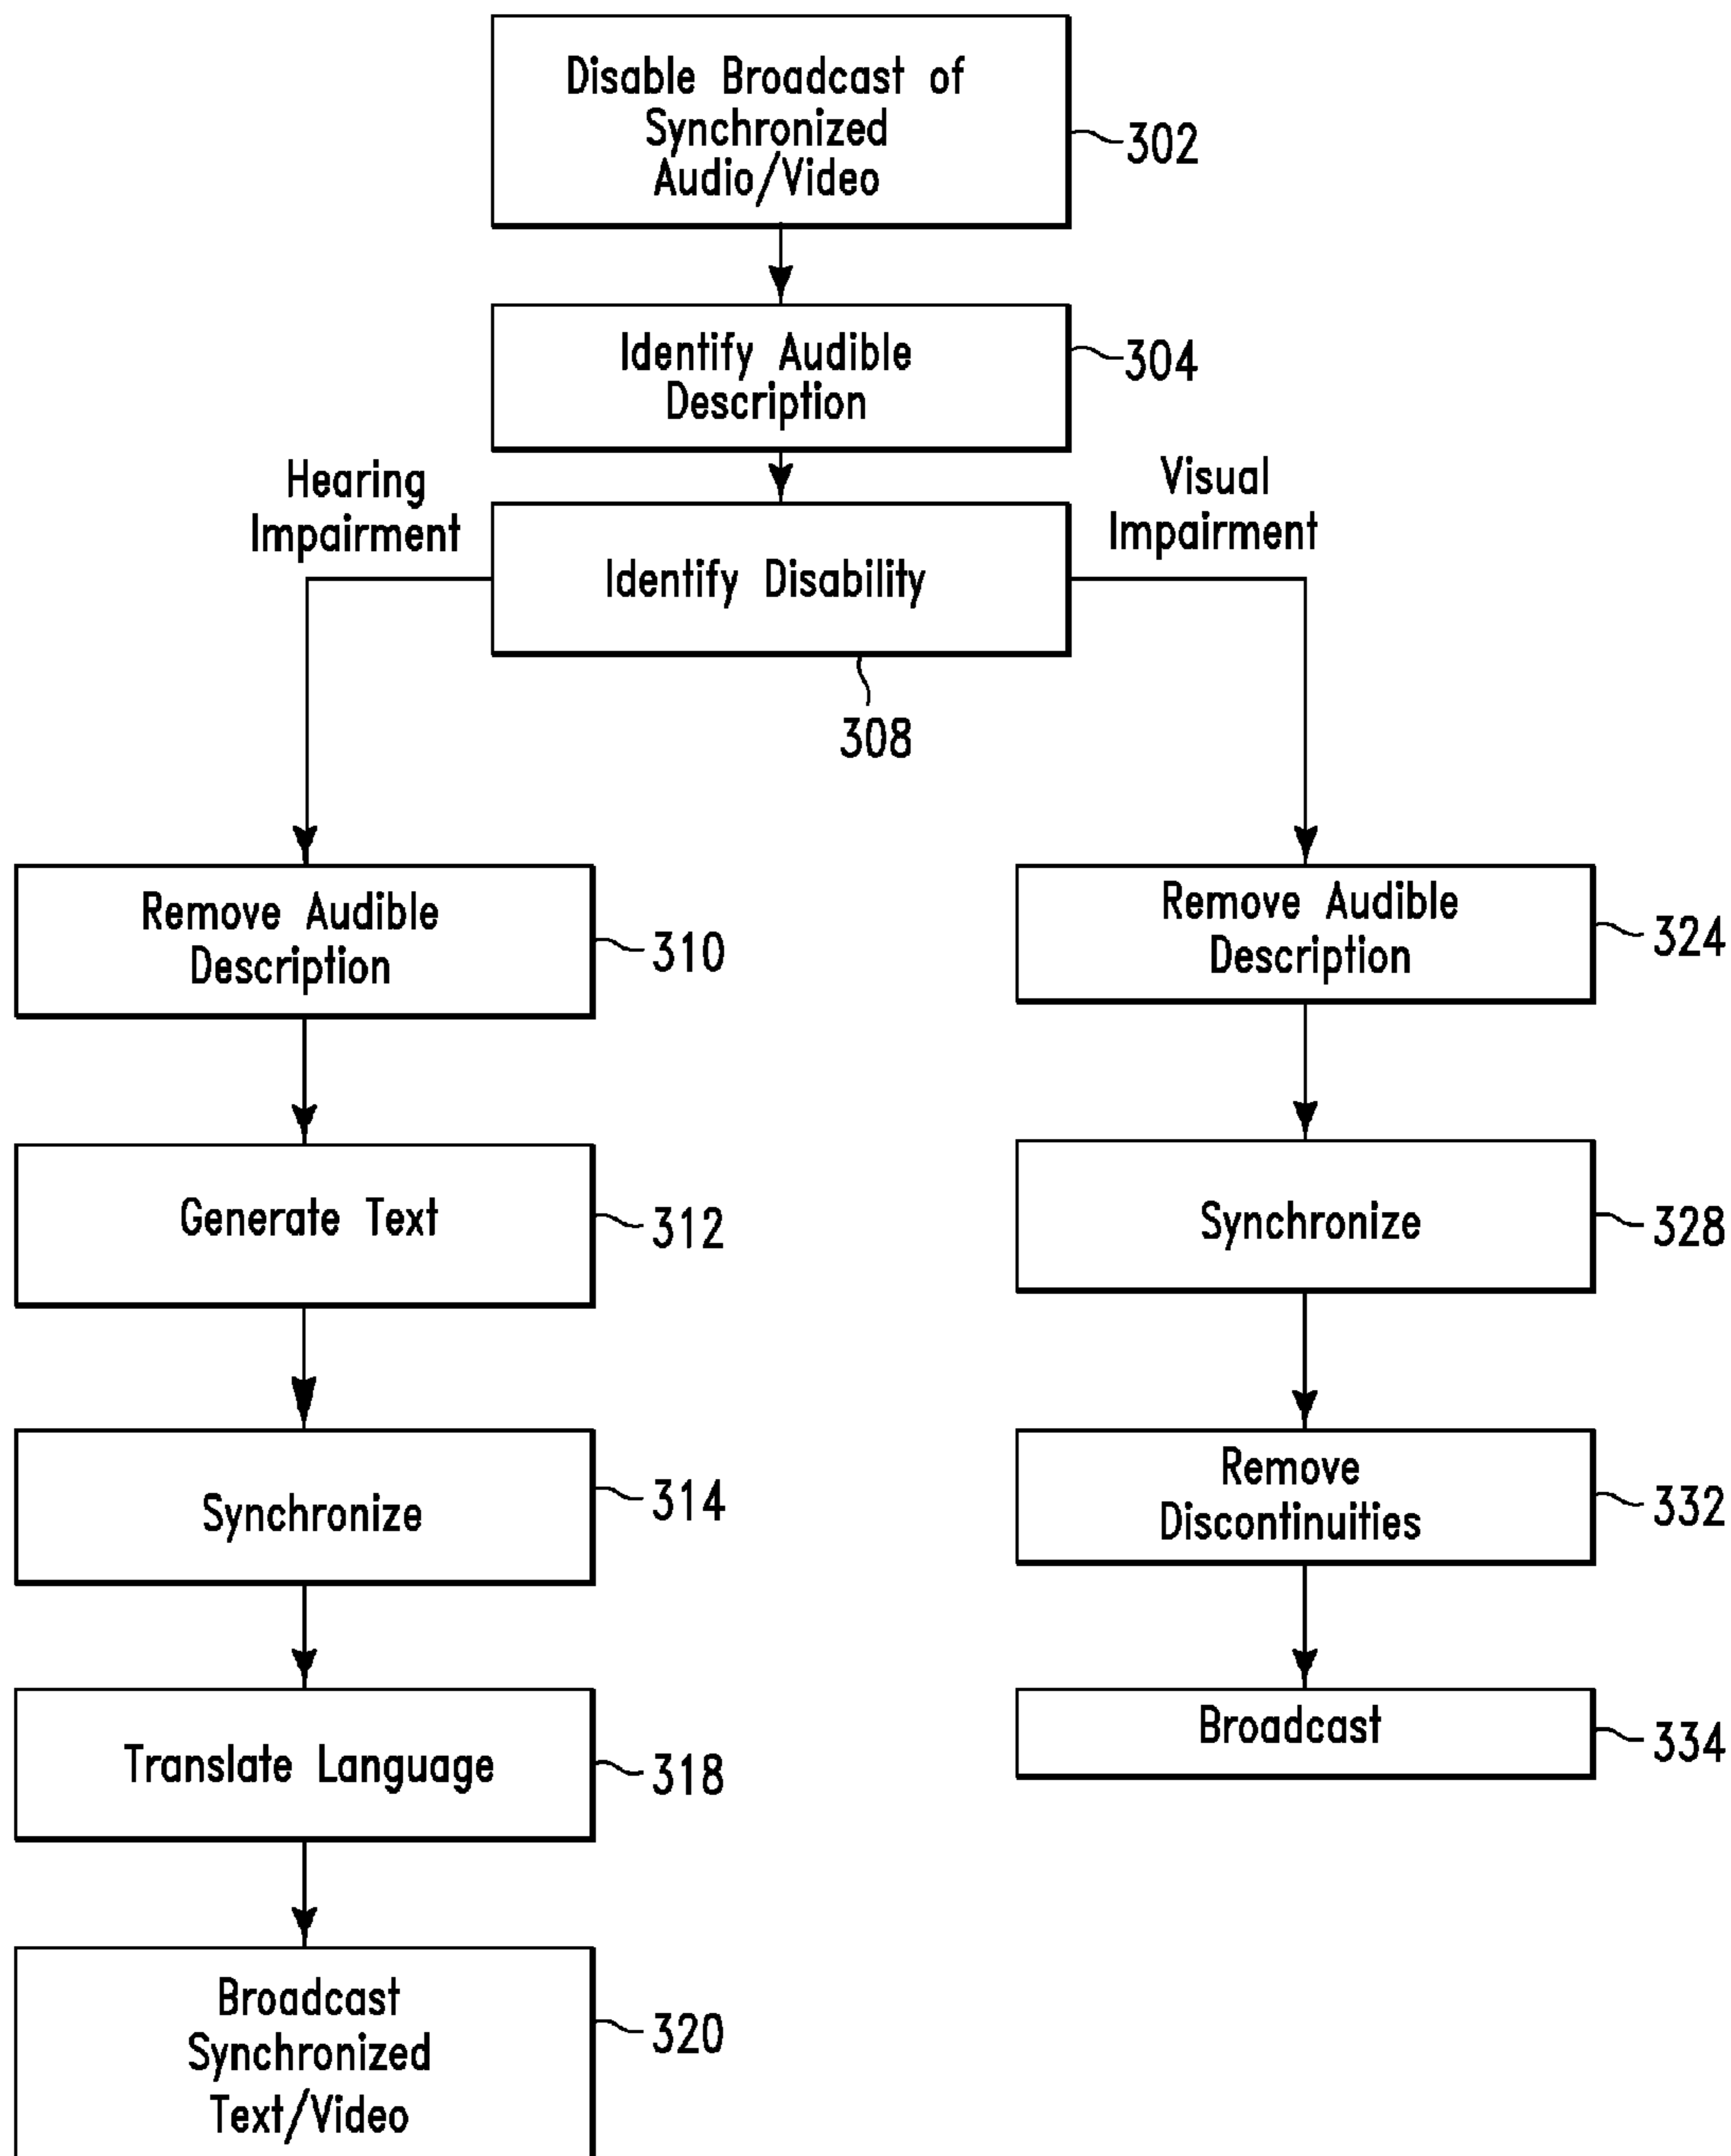 Disable Broadcast of
Synchronized
Audio/Video
302
Identify Audible
Description
304
Hearing
Impairment
Visual
Impairment
Identify Disability
308
Remove Audible
Description
310
Remove Audible
Description
324
Generate Text
312
Synchronize
328
Synchronize
314
Remove
Discontinuities
332
Translate Language
318
Broadcast
334
Broadcast
Synchronized
Text/Video
320